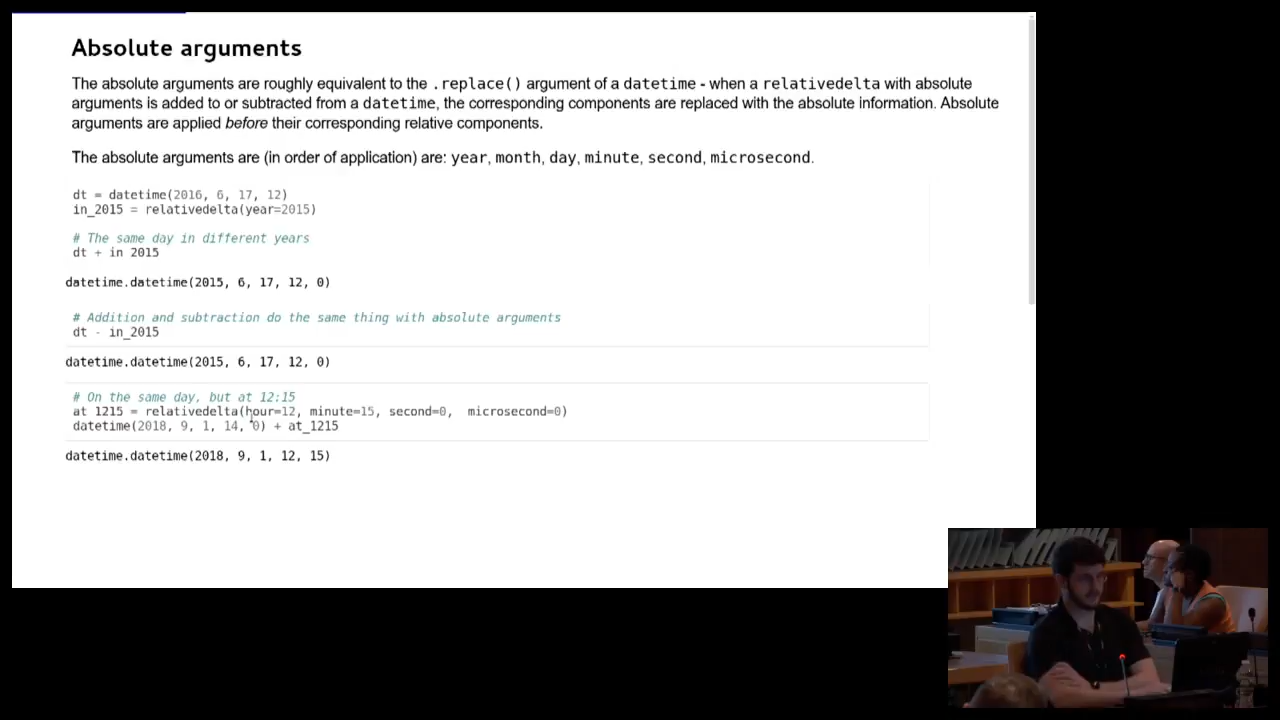 Absolute arguments
The absolute arguments are roughly equivalent to the .replace() argument of a datetime - when a relativedelta with absolute
arguments is added to or subtracted from a datetime, the corresponding components are replaced with the absolute information. Absolute
arguments are applied before their corresponding relative components.
The absolute arguments are (in order of application) are: year, month, day, minute, second, microsecond.
dt = datetime(2016, 6, 17, 12)
in_2015 = relativedelta(year=2015)
# The same day in different years
dt + in 2015
datetime.datetime(2015, 6, 17, 12, 0)
# Addition and subtraction do the same thing with absolute arguments
dt - in_2015
datetime.datetime(2015, 6, 17, 12, 0)
# On the same day, but at 12:15
at 1215 = relativedelta(hour=12, minute=15, second=0, microsecond=0)
datetime(2018, 9, 1, 14, 0) + at_1215
datetime.datetime(2018, 9, 1, 12, 15)